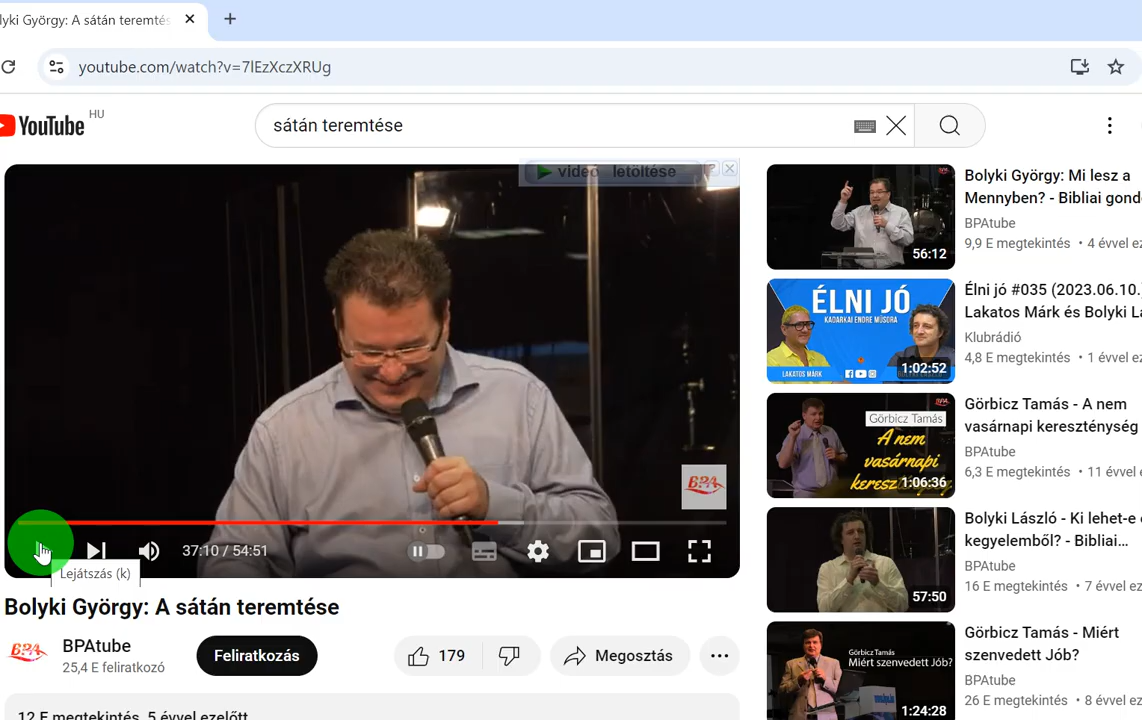 lyki György: A sátán teremtés
youtube.com/watch?v=7lEzXczXRUg
YouTube HU
sátán teremtése
video letöltése
BPA
37:10 / 54:51
Lejátszás (k)
Bolyki György: A sátán teremtése
BPA
BPAtube
25,4 E feliratkozó
Feliratkozás
179
Megosztás
12 E megtekintés 5 évvel ezelőtt
56:12
Bolyki György: Mi lesz a
Mennyben? - Bibliai gond
BPAtube
9,9 E megtekintés • 4 évvel ez
ÉLNI JÓ
KADARKAI ENDRE MŰSORA
LAKATOS MÁRK
1:02:52
Élni jó #035 (2023.06.10.)
Lakatos Márk és Bolyki Lá
Klubrádió
4,8 E megtekintés • 1 évvel ez
Görbicz Tamás
A nem
vasárnapi
1:06:36
Görbicz Tamás - A nem
vasárnapi kereszténység
BPAtube
6,3 E megtekintés • 11 évvel e
57:50
Bolyki László - Ki lehet-e
kegyelemből? - Bibliai...
BPAtube
16 E megtekintés • 7 évvel ez
Görbicz Tamás
Miért szenvedett Jób?
1:24:28
Görbicz Tamás - Miért
szenvedett Jób?
BPAtube
26 E megtekintés • 8 évvel ez